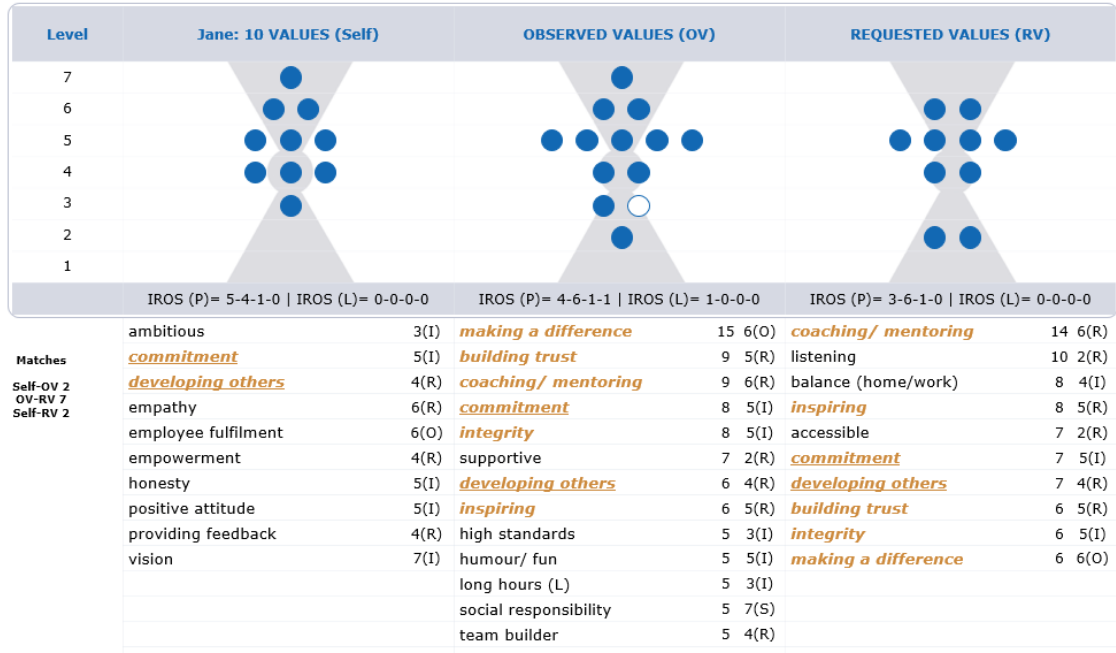 Level Jane: 10 VALUES (Self) OBSERVED VALUES (OV) REQUESTED VALUES (RV)
7
6
5
4
3
2
1
IROS (P)= 5-4-1-0 | IROS (L)= 0-0-0-0 IROS (P)= 4-6-1-1 | IROS (L)= 1-0-0-0 IROS (P)= 3-6-1-0 | IROS (L)= 0-0-0-0
Matches
Self-OV 2
OV-RV 7
Self-RV 2
ambitious 3(I)
commitment 5(I)
developing others 4(R)
empathy 6(R)
employee fulfilment 6(O)
empowerment 4(R)
honesty 5(I)
positive attitude 5(I)
providing feedback 4(R)
vision 7(I)
making a difference 15 6(O)
building trust 9 5(R)
coaching/ mentoring 9 6(R)
commitment 8 5(I)
integrity 8 5(I)
supportive 7 2(R)
developing others 6 4(R)
inspiring 6 5(R)
high standards 5 3(I)
humour/ fun 5 5(I)
long hours (L) 5 3(I)
social responsibility 5 7(S)
team builder 5 4(R)
coaching/ mentoring 14 6(R)
listening 10 2(R)
balance (home/work) 8 4(I)
inspiring 8 5(R)
accessible 7 2(R)
commitment 7 5(I)
developing others 7 4(R)
building trust 6 5(R)
integrity 6 5(I)
making a difference 6 6(O)